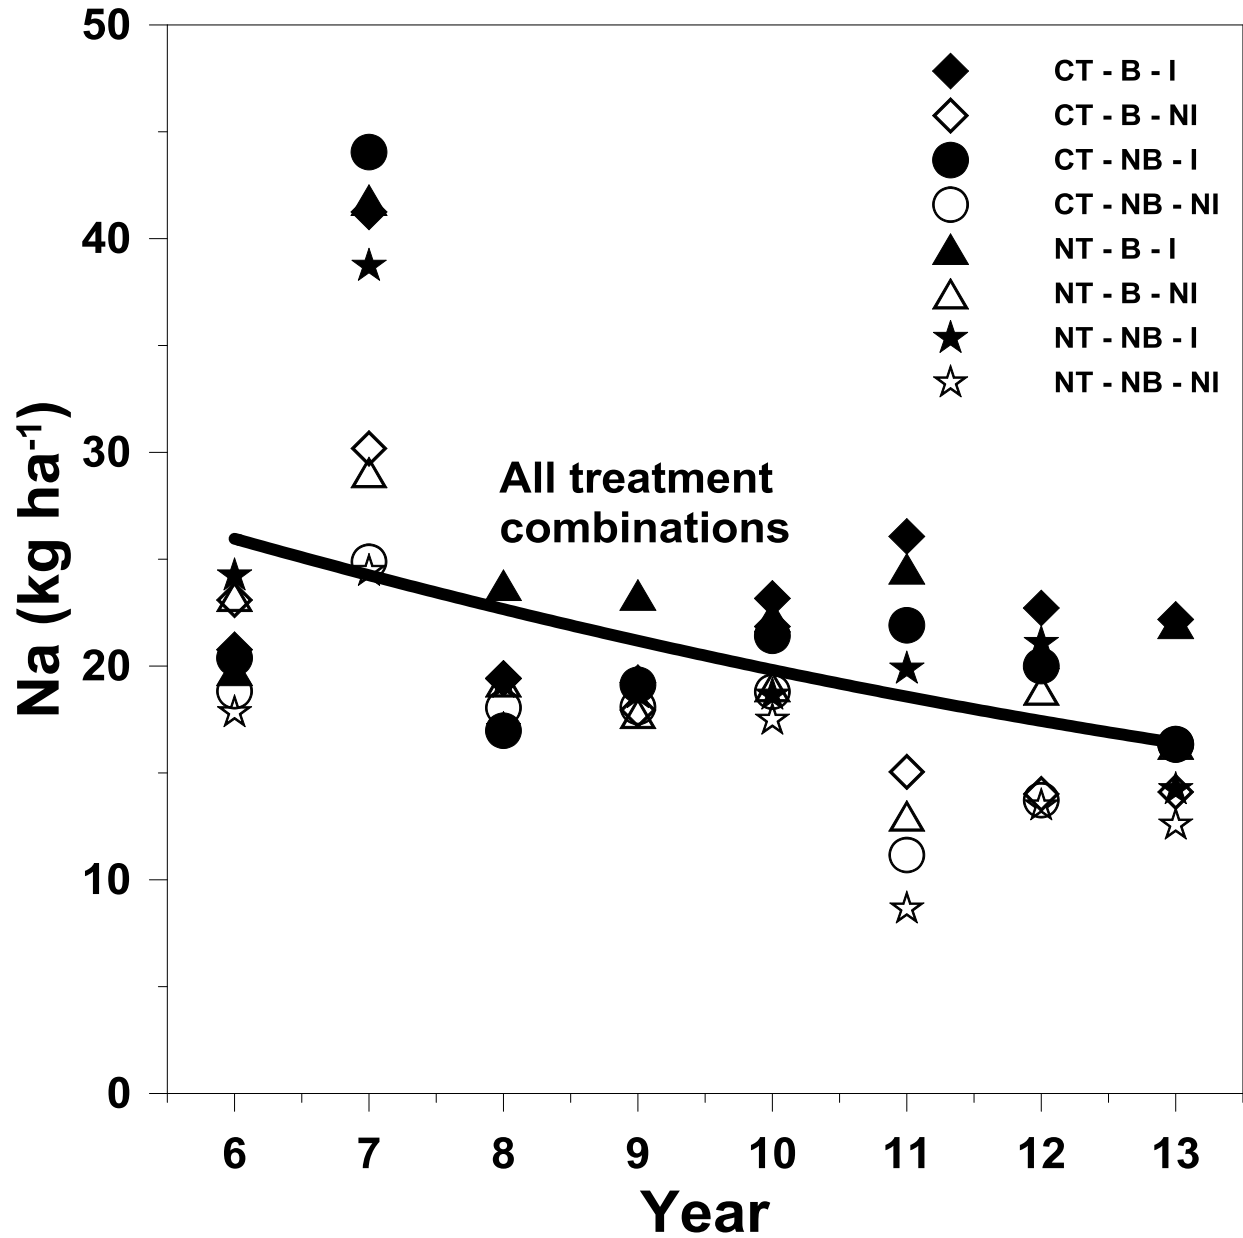 50
40
30
20
10
0
Na (kg ha-1)
CT - B - I
CT - B - NI
CT - NB - I
CT - NB - NI
NT - B - I
NT - B - NI
NT - NB - I
NT - NB - NI
All treatment
combinations
6 7 8 9 10 11 12 13
Year